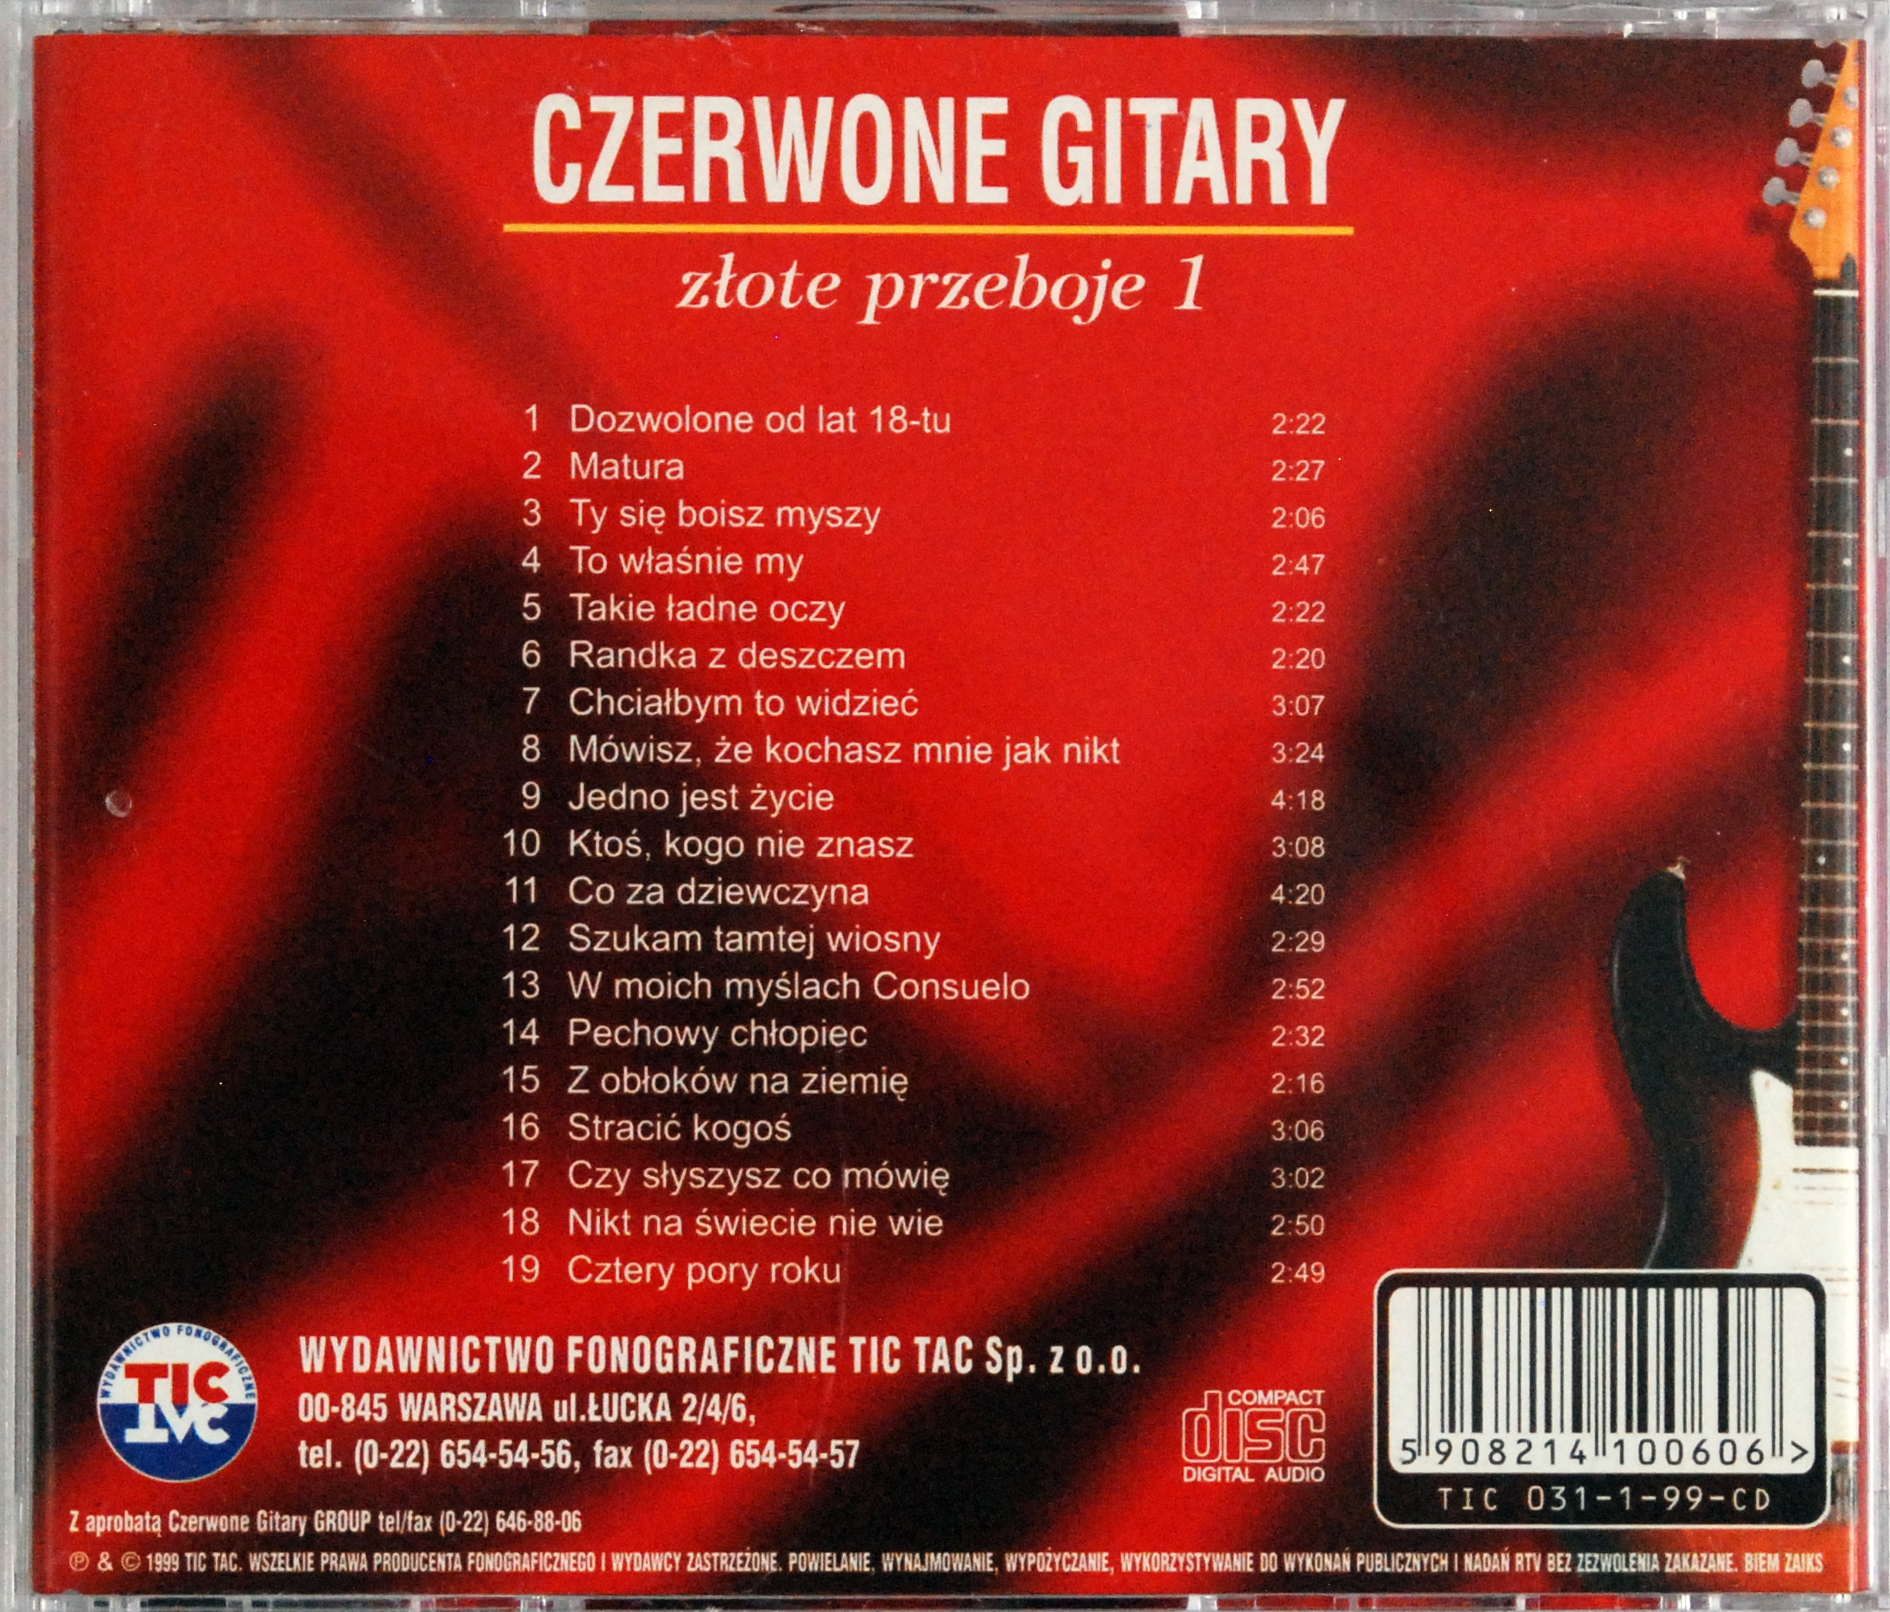 CZERWONE GITARY
złote przeboje 1
1 Dozwolone od lat 18-tu 2:22
2 Matura 2:27
3 Ty się boisz myszy 2:06
4 To właśnie my 2:47
5 Takie ładne oczy 2:22
6 Randka z deszczem 2:20
7 Chciałbym to widzieć 3:07
8 Mówisz, że kochasz mnie jak nikt 3:24
9 Jedno jest życie 4:18
10 Ktoś, kogo nie znasz 3:08
11 Co za dziewczyna 4:20
12 Szukam tamtej wiosny 2:29
13 W moich myślach Consuelo 2:52
14 Pechowy chłopiec 2:32
15 Z obłoków na ziemię 2:16
16 Stracić kogoś 3:06
17 Czy słyszysz co mówię 3:02
18 Nikt na świecie nie wie 2:50
19 Cztery pory roku 2:49
WYDAWNICTWO FONOGRAFICZNE
TIC
TAC
WYDAWNICTWO FONOGRAFICZNE TIC TAC Sp. z o.o.
00-845 WARSZAWA ul.ŁUCKA 2/4/6,
tel. (0-22) 654-54-56, fax (0-22) 654-54-57
COMPACT
disc
DIGITAL AUDIO
5 908214 100606 >
TIC 031-1-99-CD
Z aprobatą Czerwone Gitary GROUP tel/fax (0-22) 646-88-06
℗ & © 1999 TIC TAC. WSZELKIE PRAWA PRODUCENTA FONOGRAFICZNEGO I WYDAWCY ZASTRZEŻONE. POWIELANIE, WYNAJMOWANIE, WYPOŻYCZANIE, WYKORZYSTYWANIE DO WYKONAŃ PUBLICZNYCH I NADAŃ RTV BEZ ZEZWOLENIA ZAKAZANE. BIEM ZAIKS